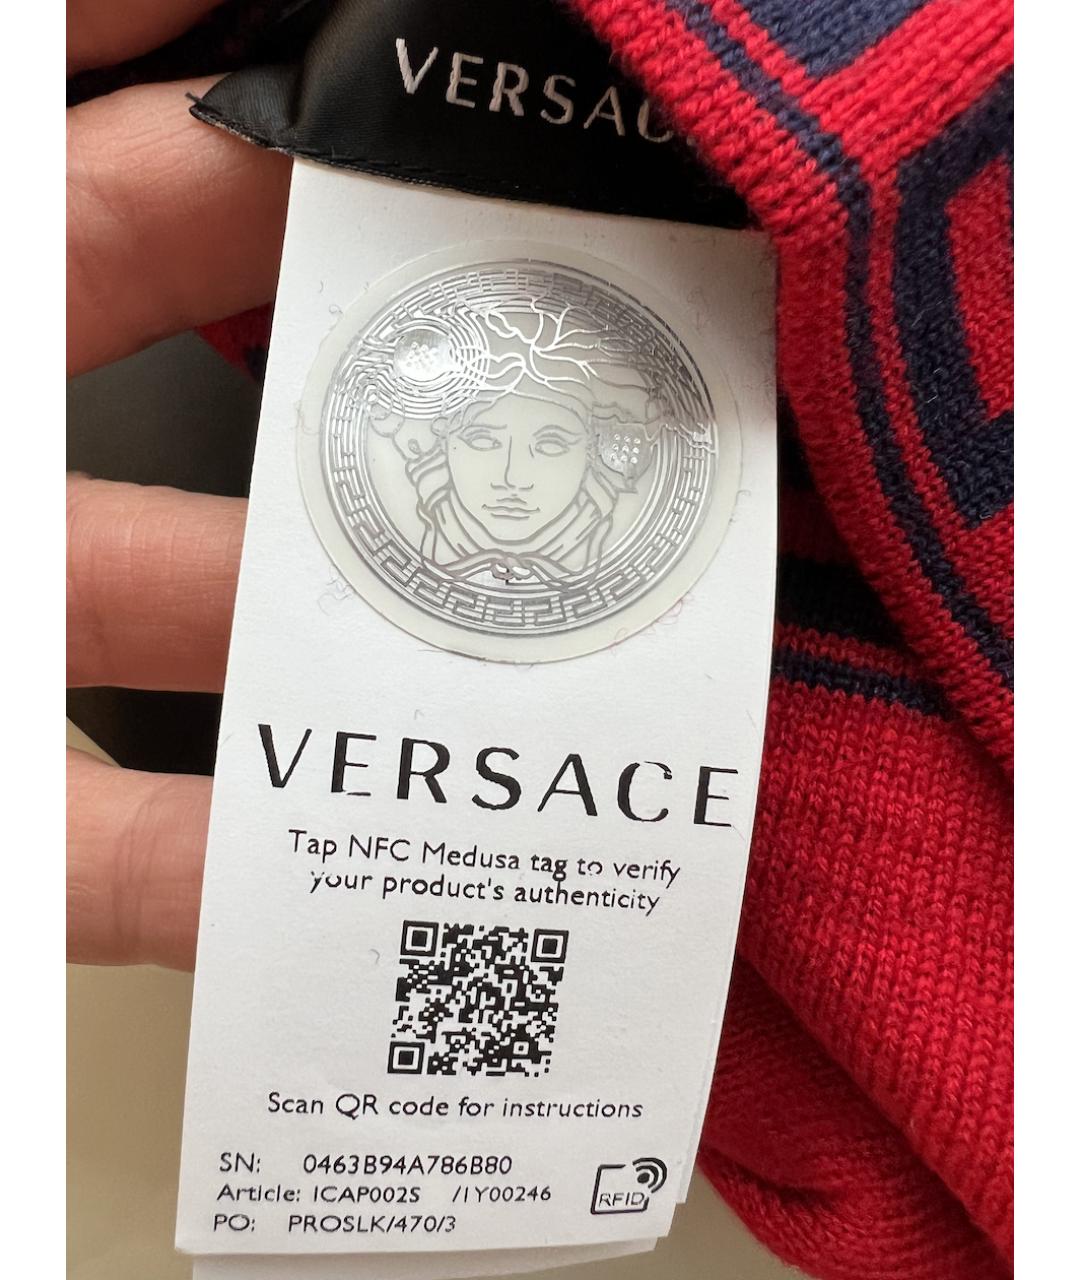 VERSAC
VERSACE
Tap NFC Medusa tag to verify
your product's authenticity
Scan QR code for instructions
SN: 0463B94A786B80
Article: ICAP002S /1Y00246
PO: PROSLK/470/3
RFID